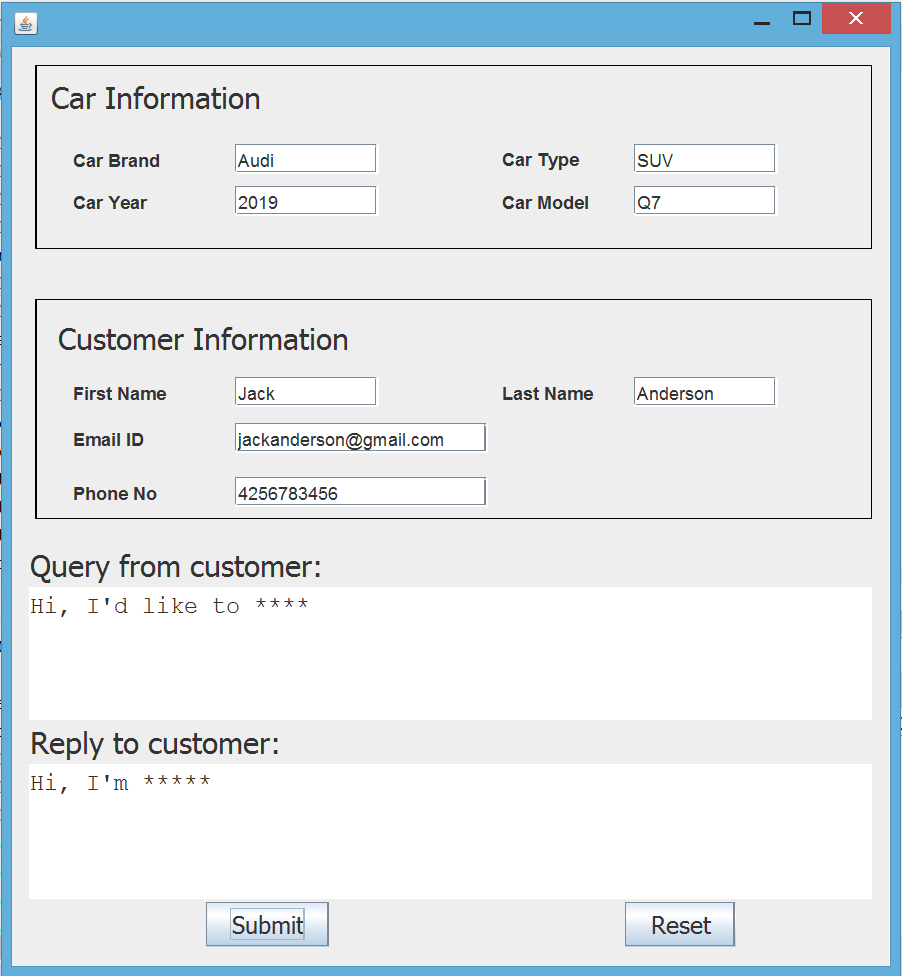 Car Information
Car Brand Audi Car Type SUV
Car Year 2019 Car Model Q7
Customer Information
First Name Jack Last Name Anderson
Email ID jackanderson@gmail.com
Phone No 4256783456
Query from customer:
Hi, I'd like to ****
Reply to customer:
Hi, I'm *****
Submit Reset